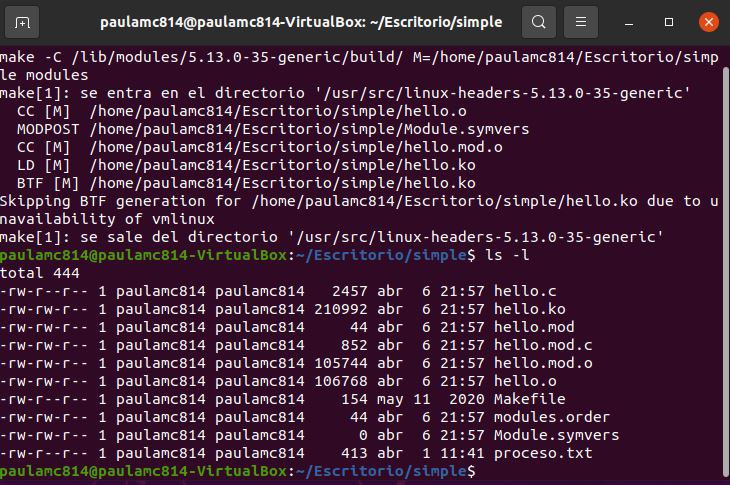 paulamc814@paulamc814-VirtualBox: ~/Escritorio/simple
make -C /lib/modules/5.13.0-35-generic/build/ M=/home/paulamc814/Escritorio/simp
le modules
make[1]: se entra en el directorio '/usr/src/linux-headers-5.13.0-35-generic'
  CC [M]  /home/paulamc814/Escritorio/simple/hello.o
  MODPOST /home/paulamc814/Escritorio/simple/Module.symvers
  CC [M]  /home/paulamc814/Escritorio/simple/hello.mod.o
  LD [M]  /home/paulamc814/Escritorio/simple/hello.ko
  BTF [M] /home/paulamc814/Escritorio/simple/hello.ko
Skipping BTF generation for /home/paulamc814/Escritorio/simple/hello.ko due to u
navailability of vmlinux
make[1]: se sale del directorio '/usr/src/linux-headers-5.13.0-35-generic'
paulamc814@paulamc814-VirtualBox:~/Escritorio/simple$ ls -l
total 444
-rw-r--r-- 1 paulamc814 paulamc814   2457 abr  6 21:57 hello.c
-rw-rw-r-- 1 paulamc814 paulamc814 210992 abr  6 21:57 hello.ko
-rw-rw-r-- 1 paulamc814 paulamc814     44 abr  6 21:57 hello.mod
-rw-rw-r-- 1 paulamc814 paulamc814    852 abr  6 21:57 hello.mod.c
-rw-rw-r-- 1 paulamc814 paulamc814 105744 abr  6 21:57 hello.mod.o
-rw-rw-r-- 1 paulamc814 paulamc814 106768 abr  6 21:57 hello.o
-rw-rw-r-- 1 paulamc814 paulamc814    154 may 11  2020 Makefile
-rw-rw-r-- 1 paulamc814 paulamc814     44 abr  6 21:57 modules.order
-rw-rw-r-- 1 paulamc814 paulamc814      0 abr  6 21:57 Module.symvers
-rw-rw-r-- 1 paulamc814 paulamc814    413 abr  1 11:41 proceso.txt
paulamc814@paulamc814-VirtualBox:~/Escritorio/simple$